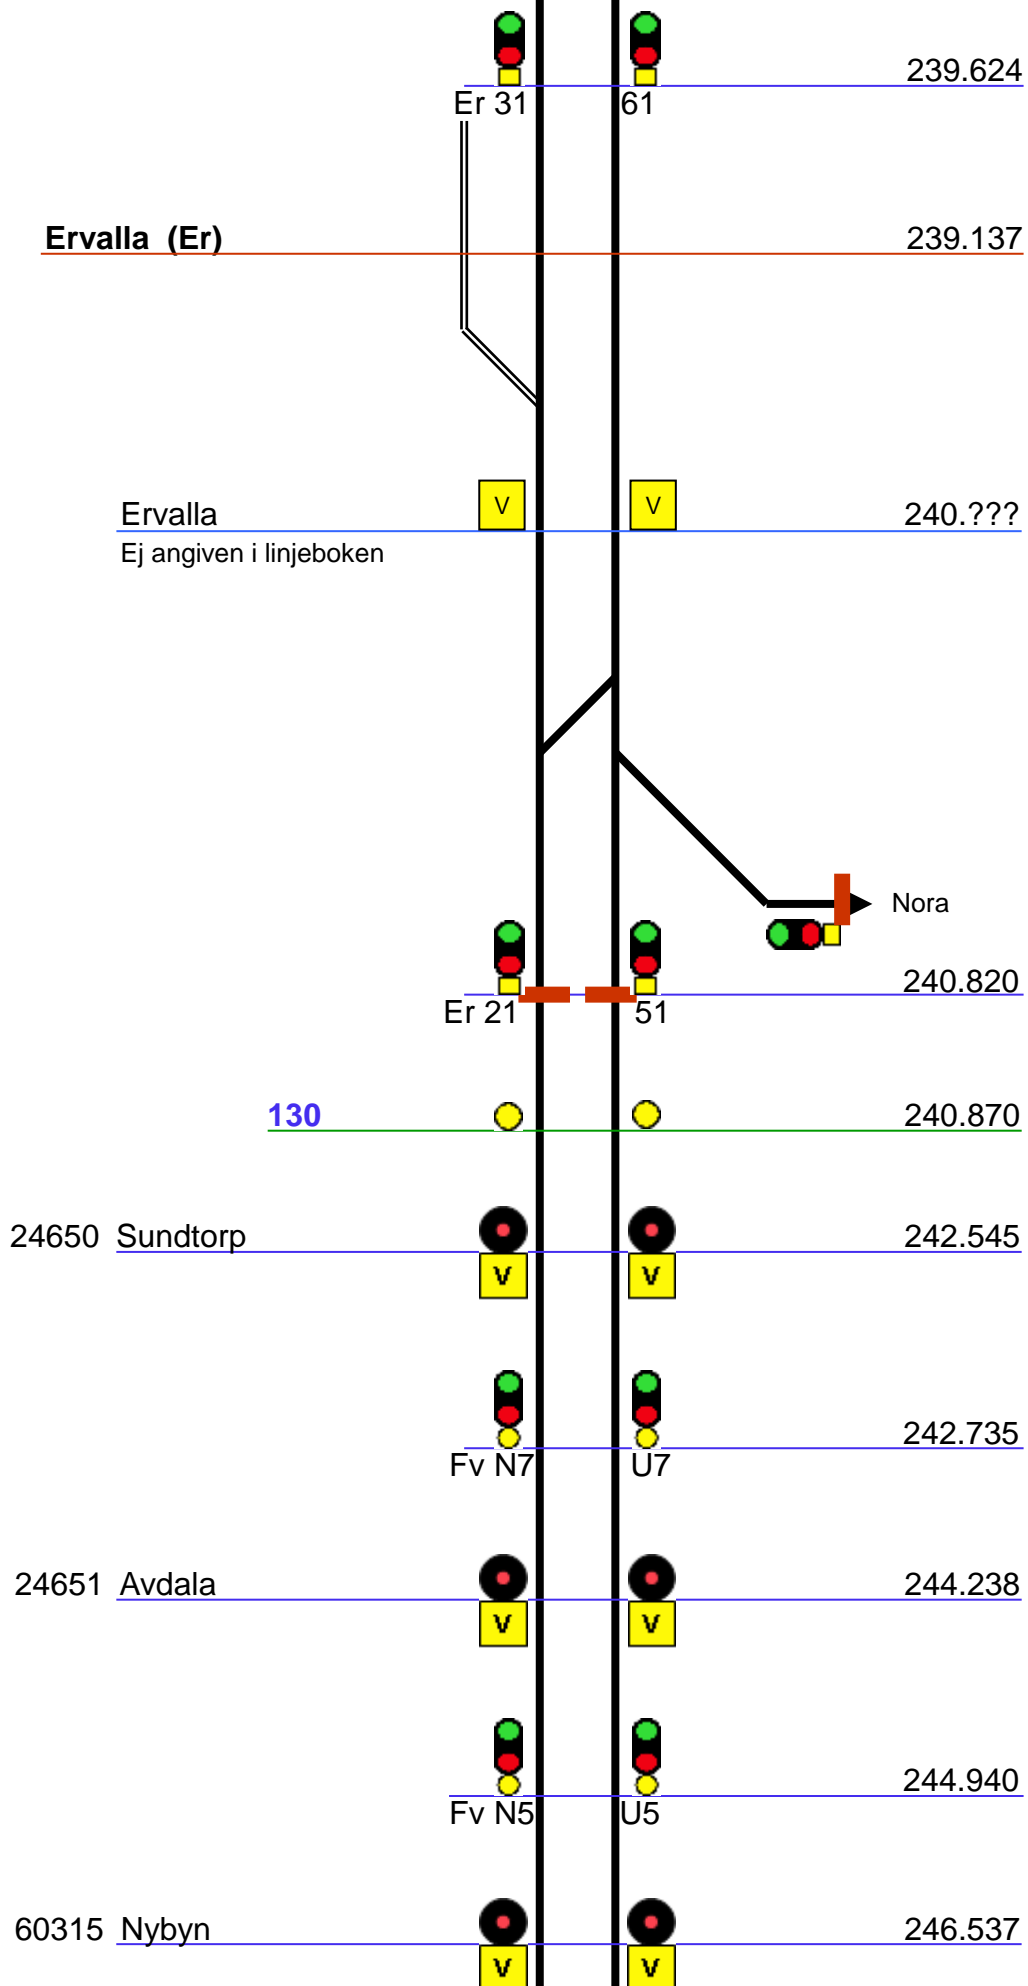 239.624
Er 31 61
Ervalla (Er) 239.137
V V
Ervalla 240.???
Ej angiven i linjeboken
Nora
240.820
Er 21 51
130 240.870
24650 Sundtorp 242.545
V V
242.735
Fv N7 U7
24651 Avdala 244.238
V V
244.940
Fv N5 U5
60315 Nybyn 246.537
V V